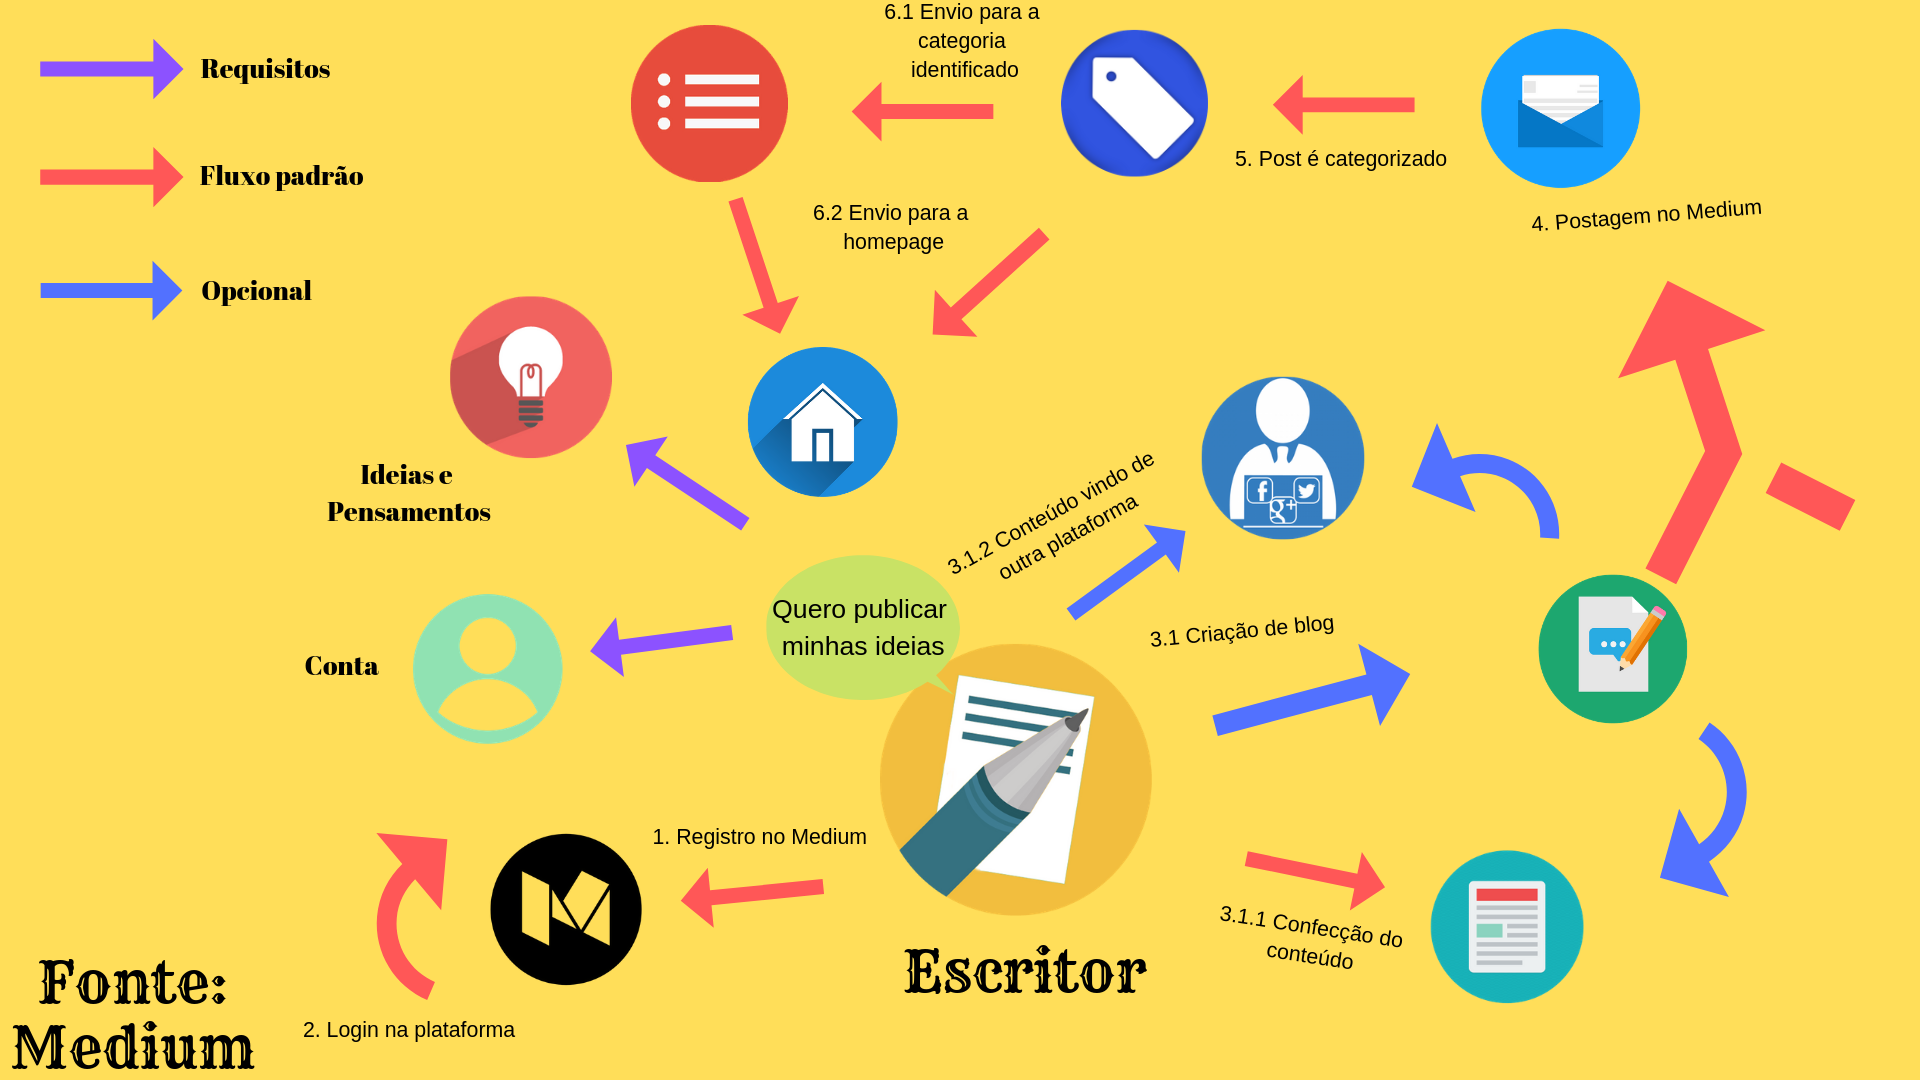 Requisitos
Fluxo padrão
Opcional
6.1 Envio para a
categoria
identificado
5. Post é categorizado
4. Postagem no Medium
6.2 Envio para a
homepage
Ideias e
Pensamentos
3.1.2 Conteúdo vindo de
outra plataforma
Quero publicar
minhas ideias
3.1 Criação de blog
Conta
1. Registro no Medium
3.1.1 Confecção do
conteúdo
Escritor
2. Login na plataforma
Fonte:
Medium